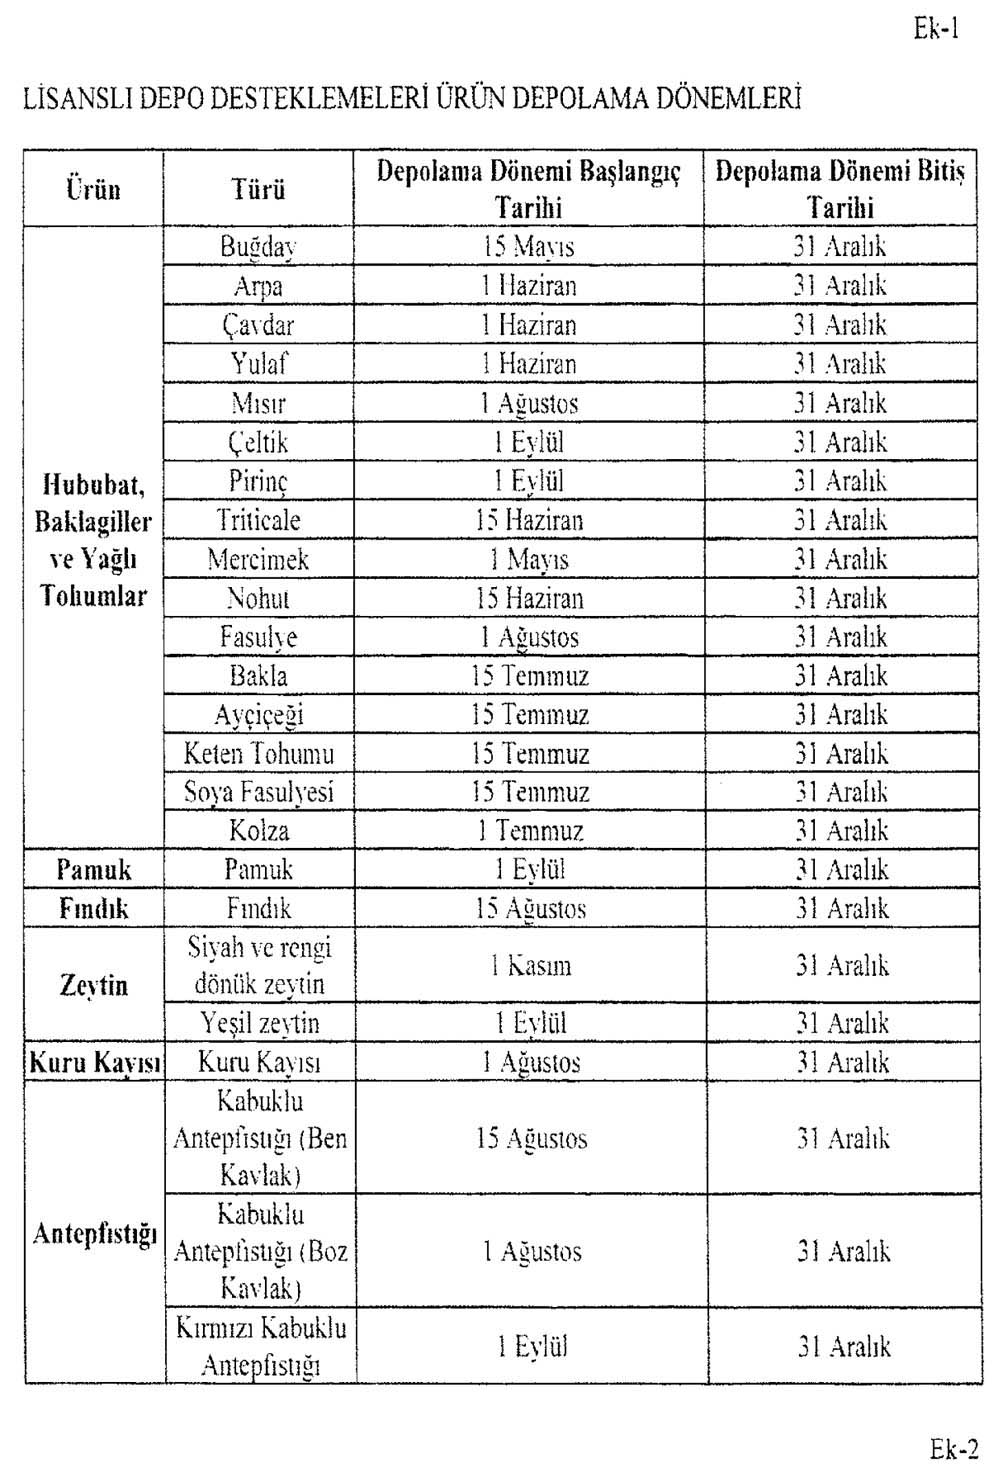 Ek-1
LİSANSLI DEPO DESTEKLEMELERİ ÜRÜN DEPOLAMA DÖNEMLERİ
Ürün Türü Depolama Dönemi Başlangıç Tarihi Depolama Dönemi Bitiş Tarihi
Hububat, Baklagiller ve Yağlı Tohumlar
Buğday 15 Mayıs 31 Aralık
Arpa 1 Haziran 31 Aralık
Çavdar 1 Haziran 31 Aralık
Yulaf 1 Haziran 31 Aralık
Mısır 1 Ağustos 31 Aralık
Çeltik 1 Eylül 31 Aralık
Pirinç 1 Eylül 31 Aralık
Triticale 15 Haziran 31 Aralık
Mercimek 1 Mayıs 31 Aralık
Nohut 15 Haziran 31 Aralık
Fasulye 1 Ağustos 31 Aralık
Bakla 15 Temmuz 31 Aralık
Ayçiçeği 15 Temmuz 31 Aralık
Keten Tohumu 15 Temmuz 31 Aralık
Soya Fasulyesi 15 Temmuz 31 Aralık
Kolza 1 Temmuz 31 Aralık
Pamuk Pamuk 1 Eylül 31 Aralık
Fındık Fındık 15 Ağustos 31 Aralık
Zeytin
Siyah ve rengi dönük zeytin 1 Kasım 31 Aralık
Yeşil zeytin 1 Eylül 31 Aralık
Kuru Kayısı Kuru Kayısı 1 Ağustos 31 Aralık
Antepfıstığı
Kabuklu Antepfıstığı (Ben Kavlak) 15 Ağustos 31 Aralık
Kabuklu Antepfıstığı (Boz Kavlak) 1 Ağustos 31 Aralık
Kırmızı Kabuklu Antepfıstığı 1 Eylül 31 Aralık
Ek-2